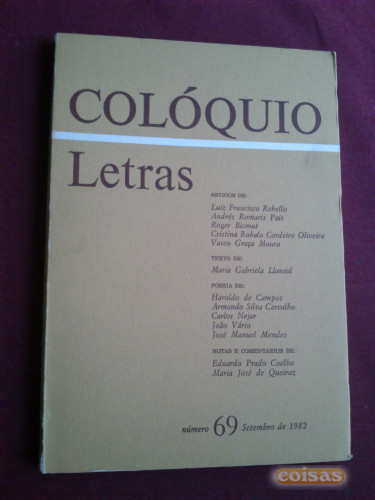 COLÓQUIO
Letras
ARTIGOS DE:
Luiz Francisco Rebello
Andrés Romarís Pais
Roger Bismut
Cristina Robalo Cordeiro Oliveira
Vasco Graça Moura
TEXTO DE:
Maria Gabriela Llansol
POESIA DE:
Haroldo de Campos
Armando Silva Carvalho
Carlos Nejar
João Vário
José Manuel Mendes
NOTAS E COMENTÁRIOS DE:
Eduardo Prado Coelho
Maria José de Queiroz
número 69 Setembro de 1982
coisas